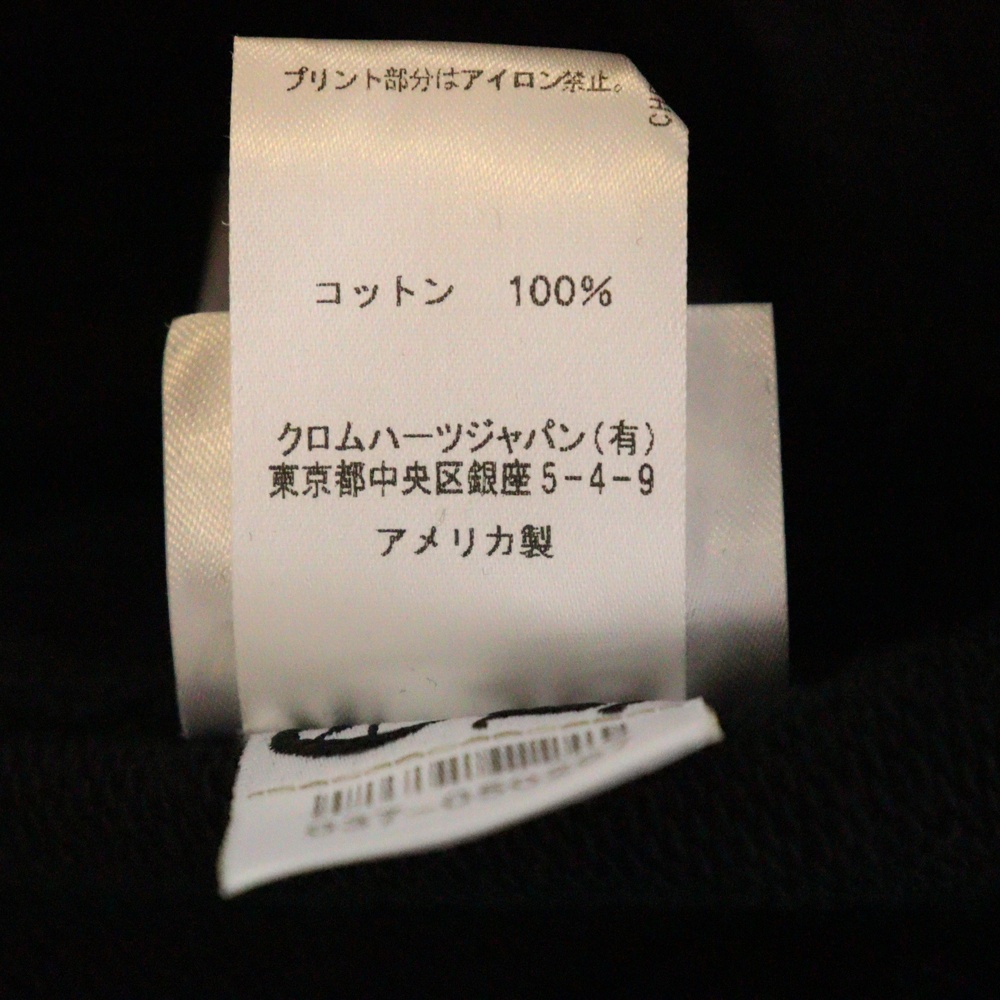 プリント部分はアイロン禁止。
コットン　100%
クロムハーツジャパン(有)
東京都中央区銀座5-4-9
アメリカ製